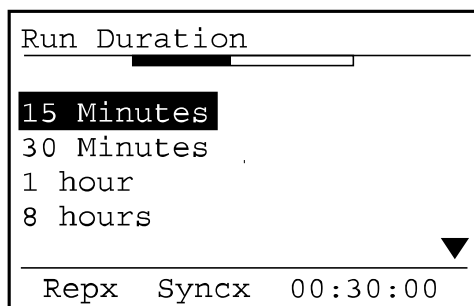 Run Duration
15 Minutes
30 Minutes
1 hour
8 hours
Repx Syncx 00:30:00